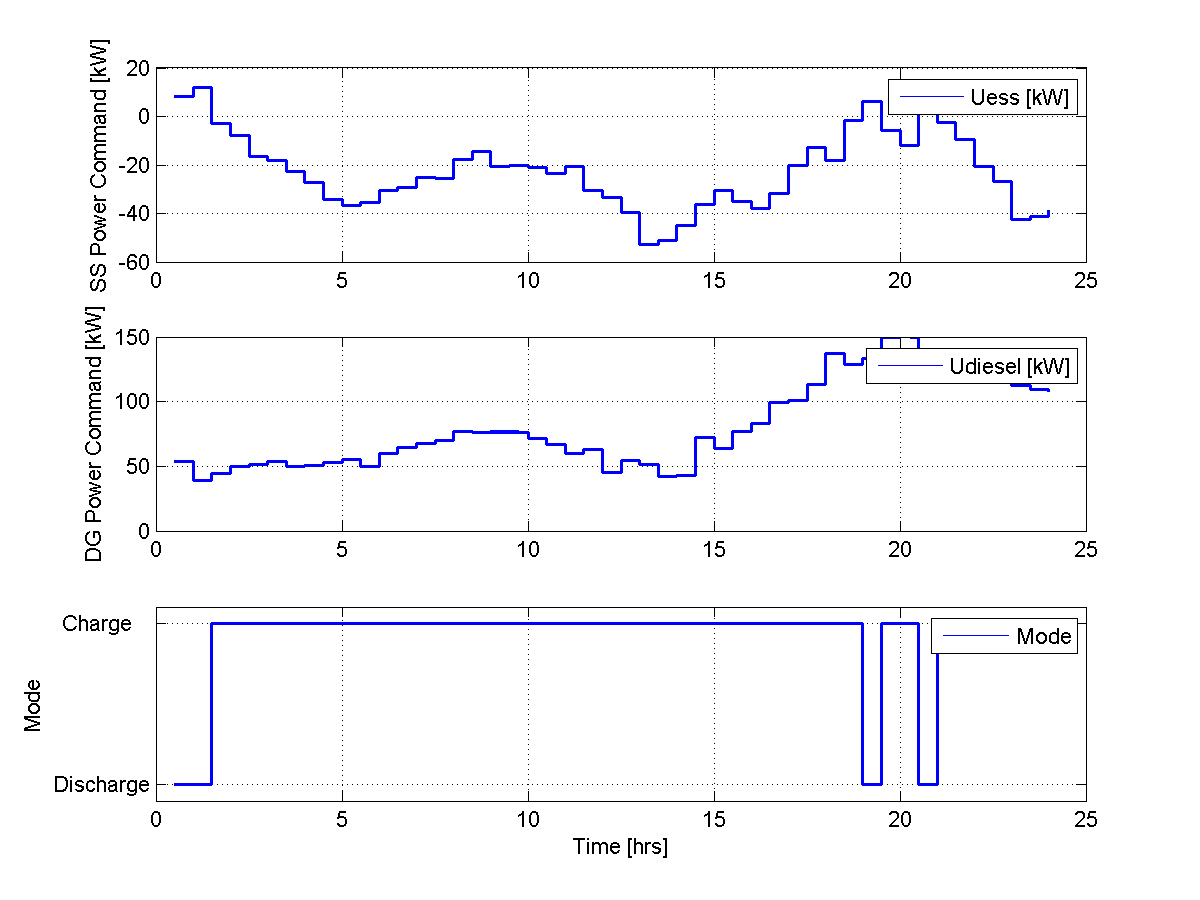 SS Power Command [kW]
20
0
-20
-40
-60
Uess [kW]
0 5 10 15 20 25
DG Power Command [kW]
150
100
50
0
Udiesel [kW]
0 5 10 15 20 25
Mode
Charge
Discharge
Mode
0 5 10 15 20 25
Time [hrs]